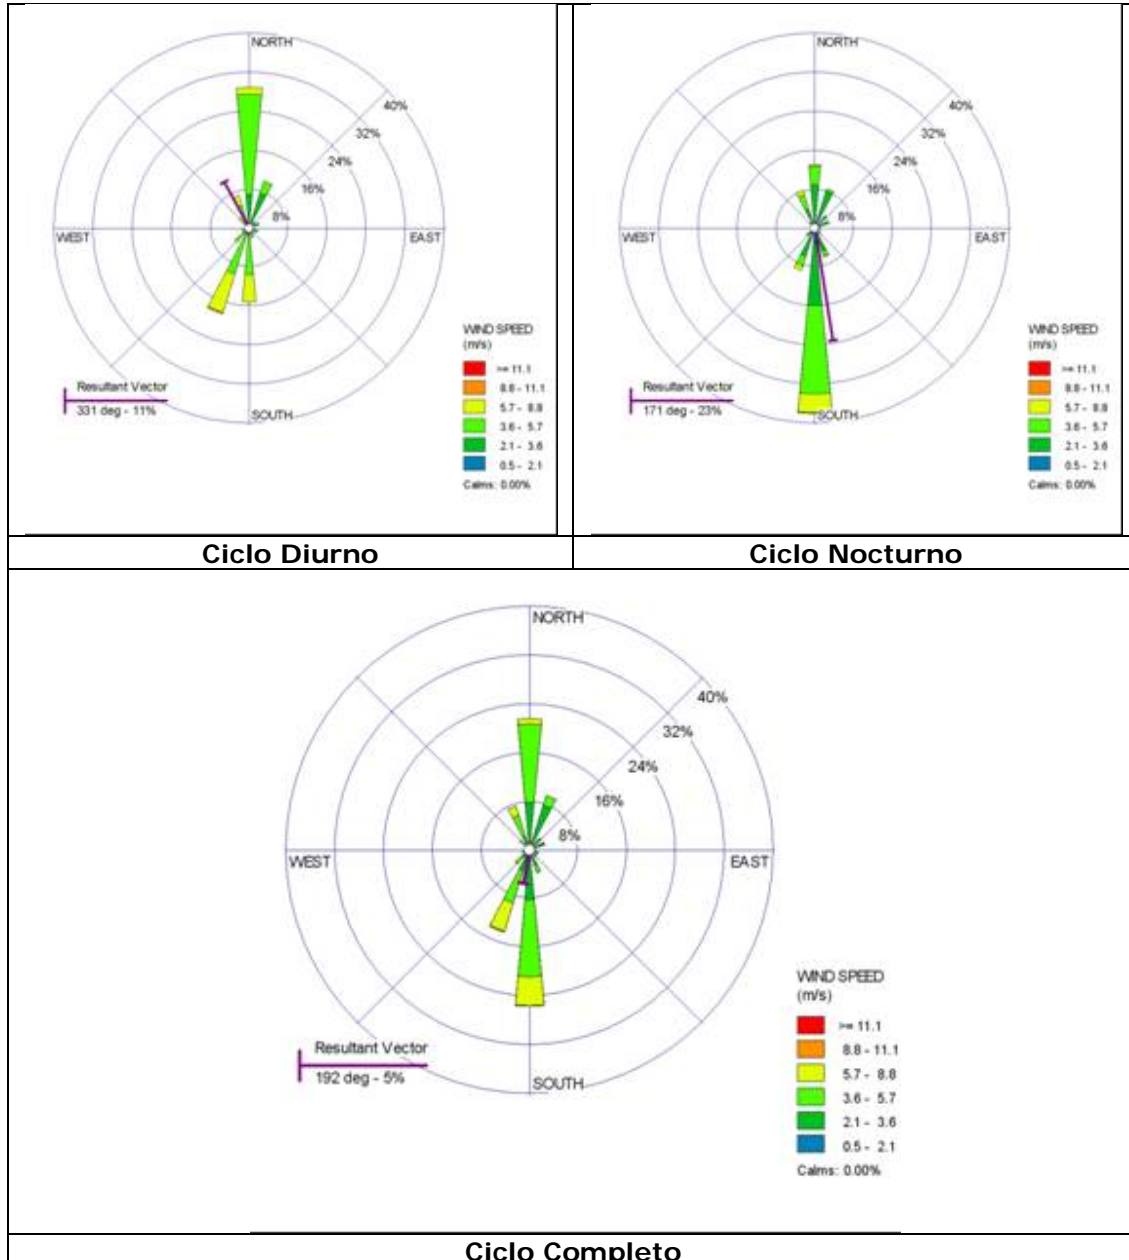 NORTH
40%
32%
24%
16%
8%
WEST
EAST
WIND SPEED
(m/s)
>= 11.1
8.8 - 11.1
5.7 - 8.8
3.6 - 5.7
2.1 - 3.6
0.5 - 2.1
Calms: 0.00%
Resultant Vector
331 deg - 11%
SOUTH
Ciclo Diurno
NORTH
40%
32%
24%
16%
8%
WEST
EAST
WIND SPEED
(m/s)
>= 11.1
8.8 - 11.1
5.7 - 8.8
3.6 - 5.7
2.1 - 3.6
0.5 - 2.1
Calms: 0.00%
Resultant Vector
171 deg - 23%
SOUTH
Ciclo Nocturno
NORTH
40%
32%
24%
16%
8%
WEST
EAST
WIND SPEED
(m/s)
>= 11.1
8.8 - 11.1
5.7 - 8.8
3.6 - 5.7
2.1 - 3.6
0.5 - 2.1
Calms: 0.00%
Resultant Vector
192 deg - 5%
SOUTH
Ciclo Completo